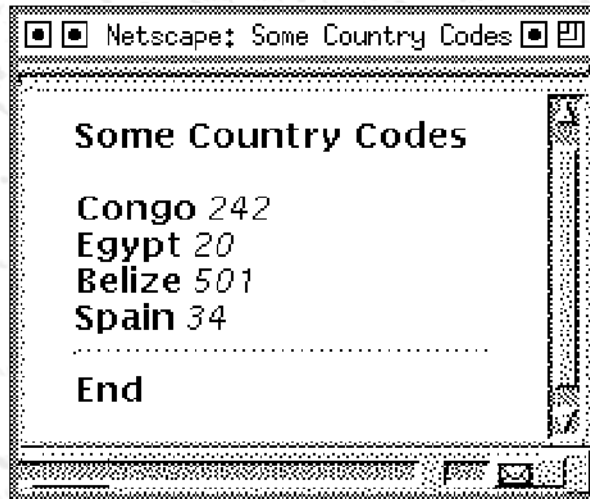 Netscape: Some Country Codes
Some Country Codes
Congo 242
Egypt 20
Belize 501
Spain 34
End